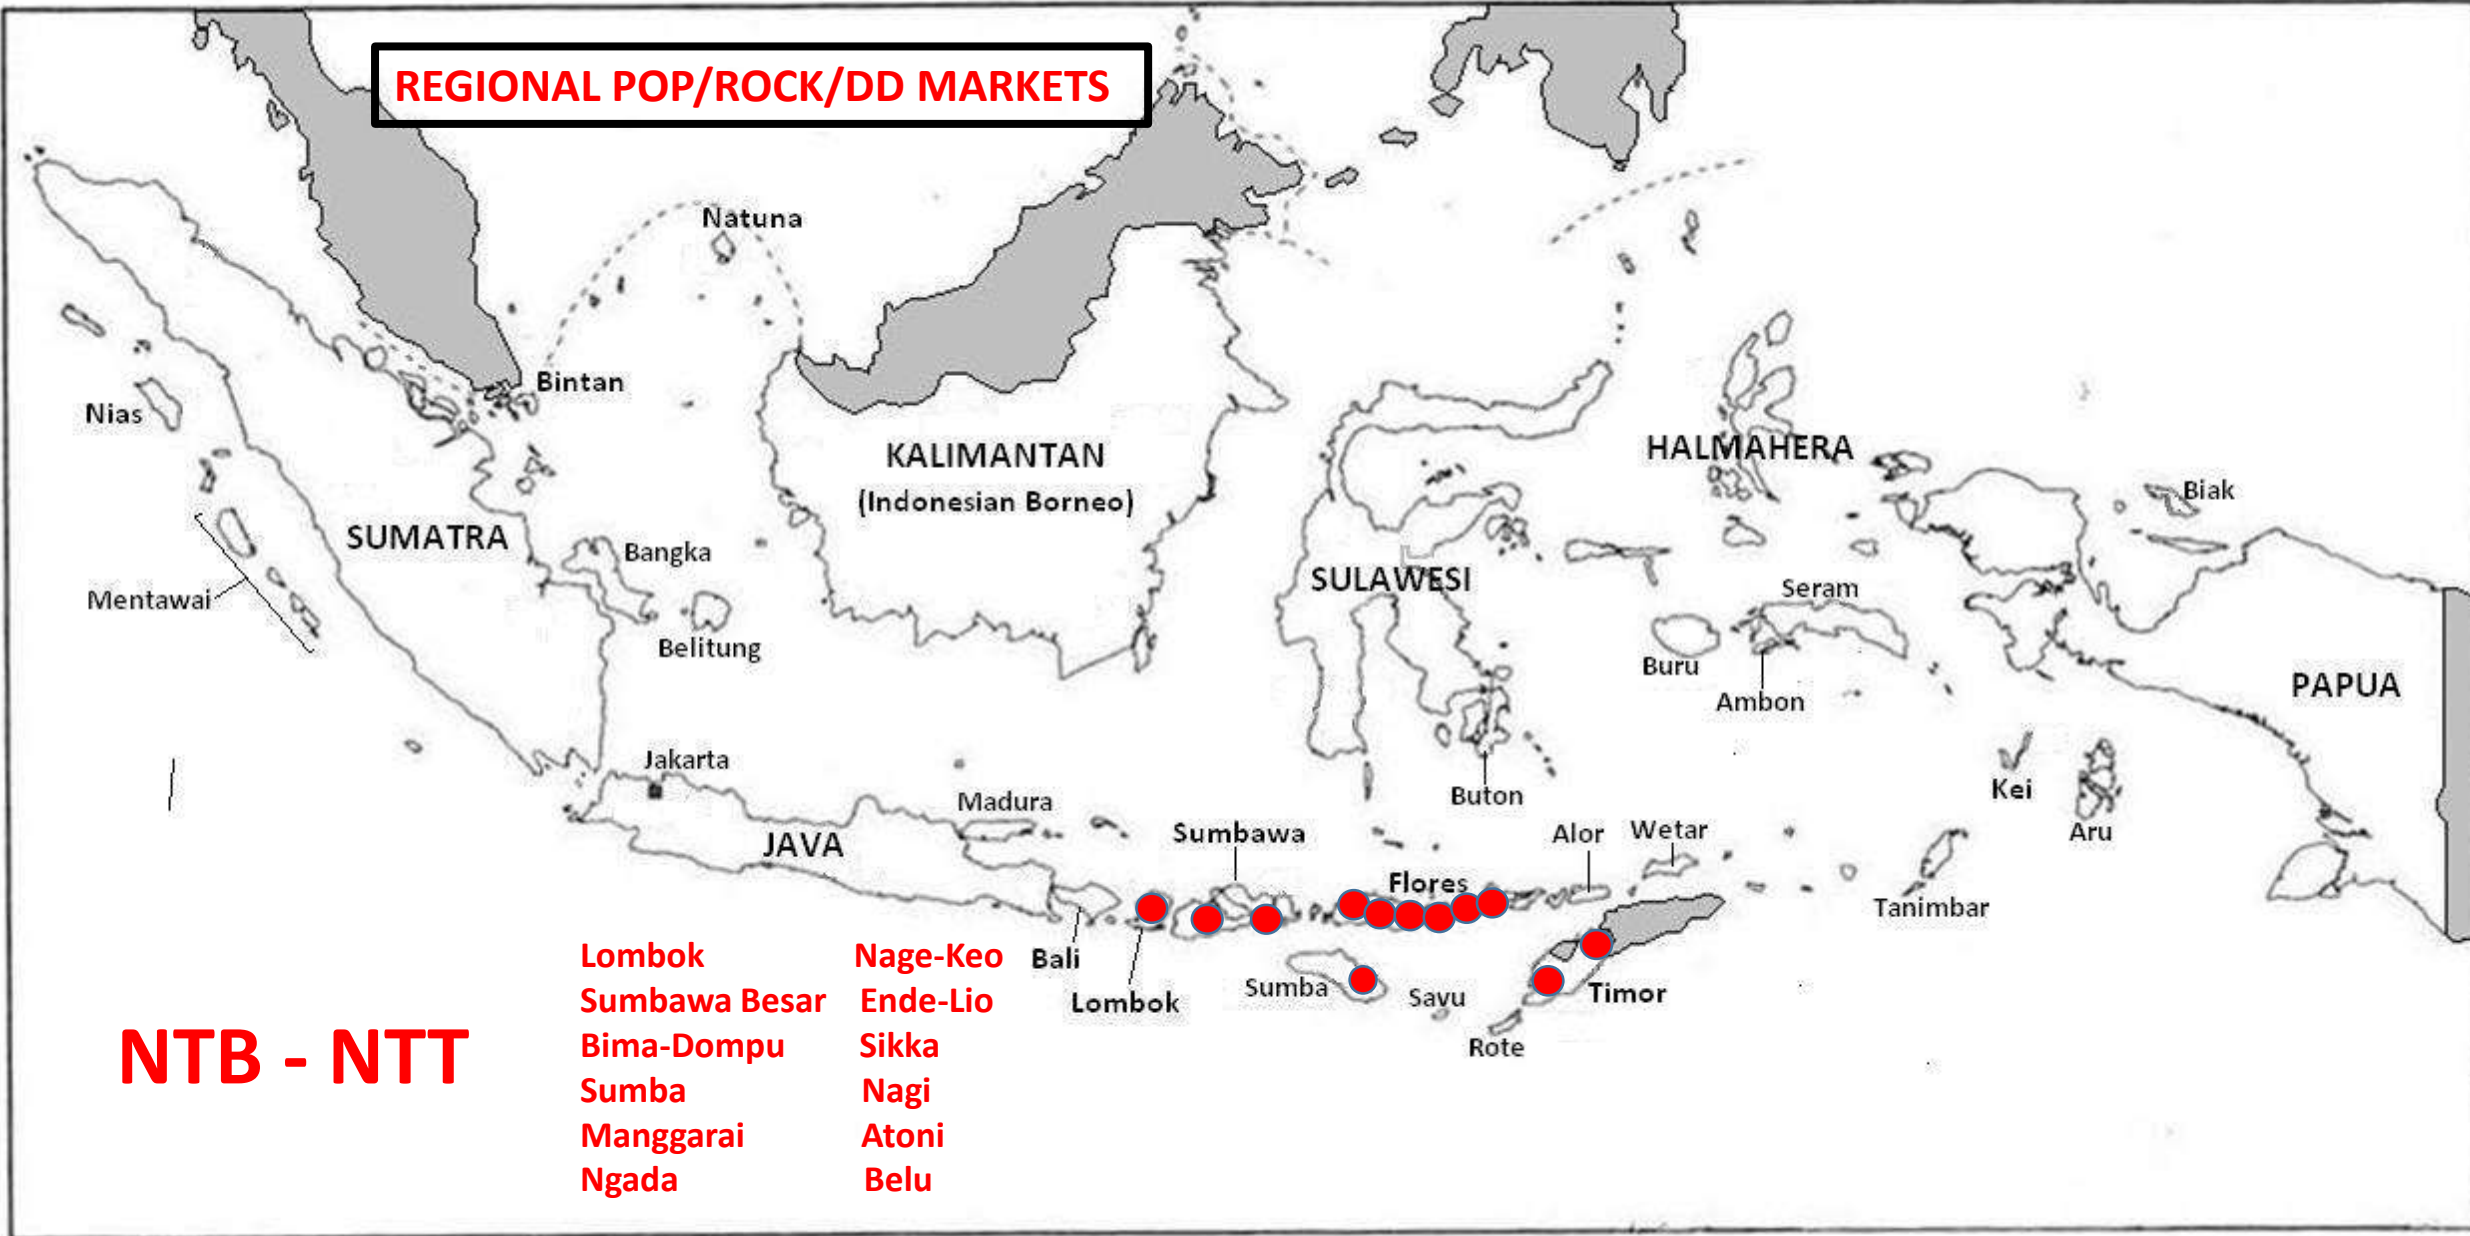 REGIONAL POP/ROCK/DD MARKETS
Natuna
Bintan
Nias
KALIMANTAN
(Indonesian Borneo)
HALMAHERA
Biak
SUMATRA
Bangka
SULAWESI
Mentawai
Seram
Belitung
Buru
Ambon
PAPUA
Jakarta
Madura
Buton
Kei
Aru
JAVA
Sumbawa
Alor
Wetar
Flores
Tanimbar
Bali
Lombok
Sumba
Savu
Timor
Rote
NTB - NTT
Lombok
Sumbawa Besar
Bima-Dompu
Sumba
Manggarai
Ngada
Nage-Keo
Ende-Lio
Sikka
Nagi
Atoni
Belu